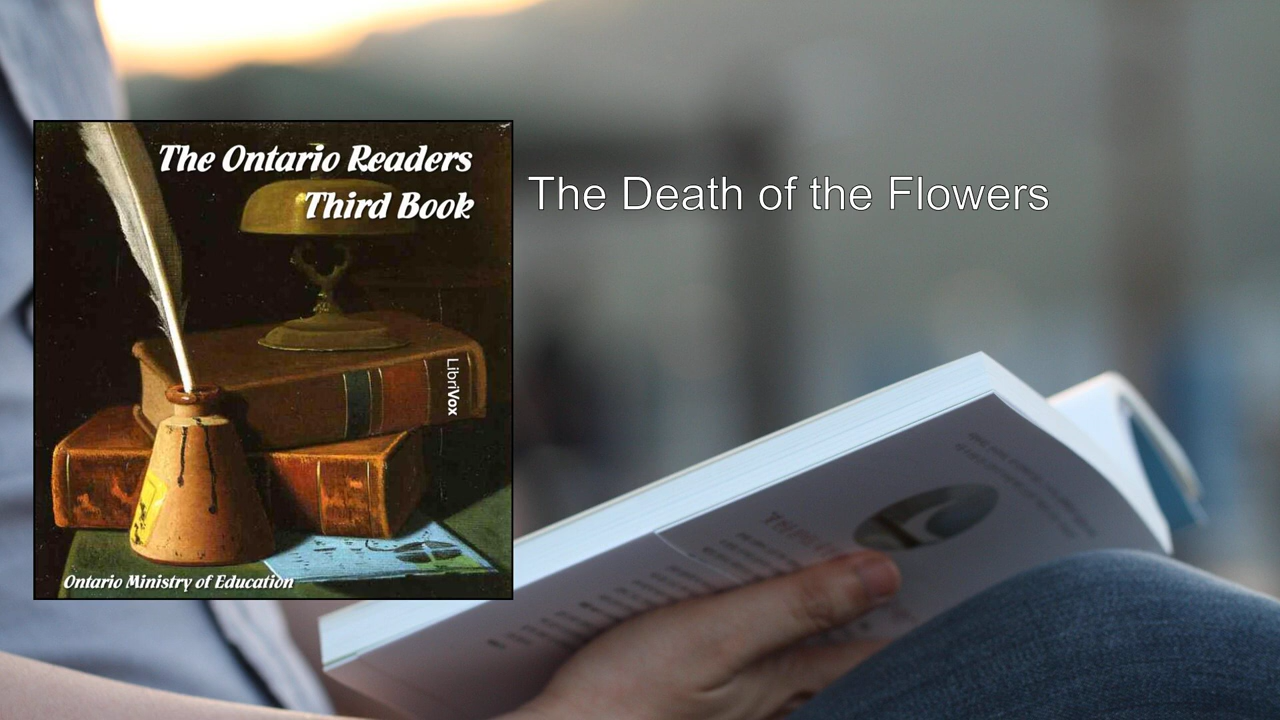 The Ontario Readers
Third Book
The Death of the Flowers
LibriVox
Ontario Ministry of Education